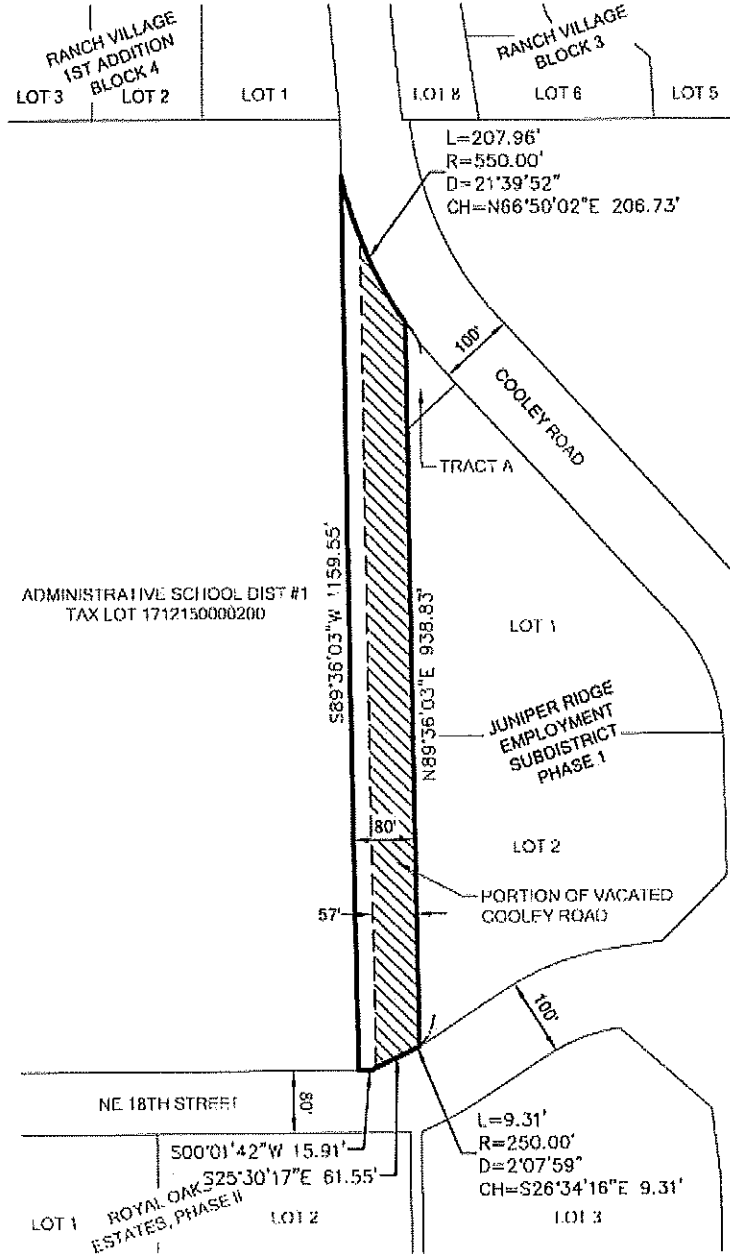 RANCH VILLAGE
1ST ADDITION
BLOCK 4
RANCH VILLAGE
BLOCK 3
LOT 3
LOT 2
LOT 1
LOT 8
LOT 6
LOT 5
L=207.96'
R=550.00'
D=21°39'52"
CH=N66°50'02"E 206.73'
100'
COOLEY ROAD
TRACT A
S89°36'03"W 1159.55'
N89°36'03"E 938.83'
ADMINISTRATIVE SCHOOL DIST #1
TAX LOT 1712150000200
LOT 1
JUNIPER RIDGE
EMPLOYMENT
SUBDISTRICT
PHASE 1
80'
LOT 2
PORTION OF VACATED
COOLEY ROAD
57'
100'
NE 18TH STREET
80'
S00°01'42"W 15.91'
S25°30'17"E 61.55'
L=9.31'
R=250.00'
D=2°07'59"
CH=S26°34'16"E 9.31'
ROYAL OAKS
ESTATES, PHASE II
LOT 1
LOT 2
LOT 3